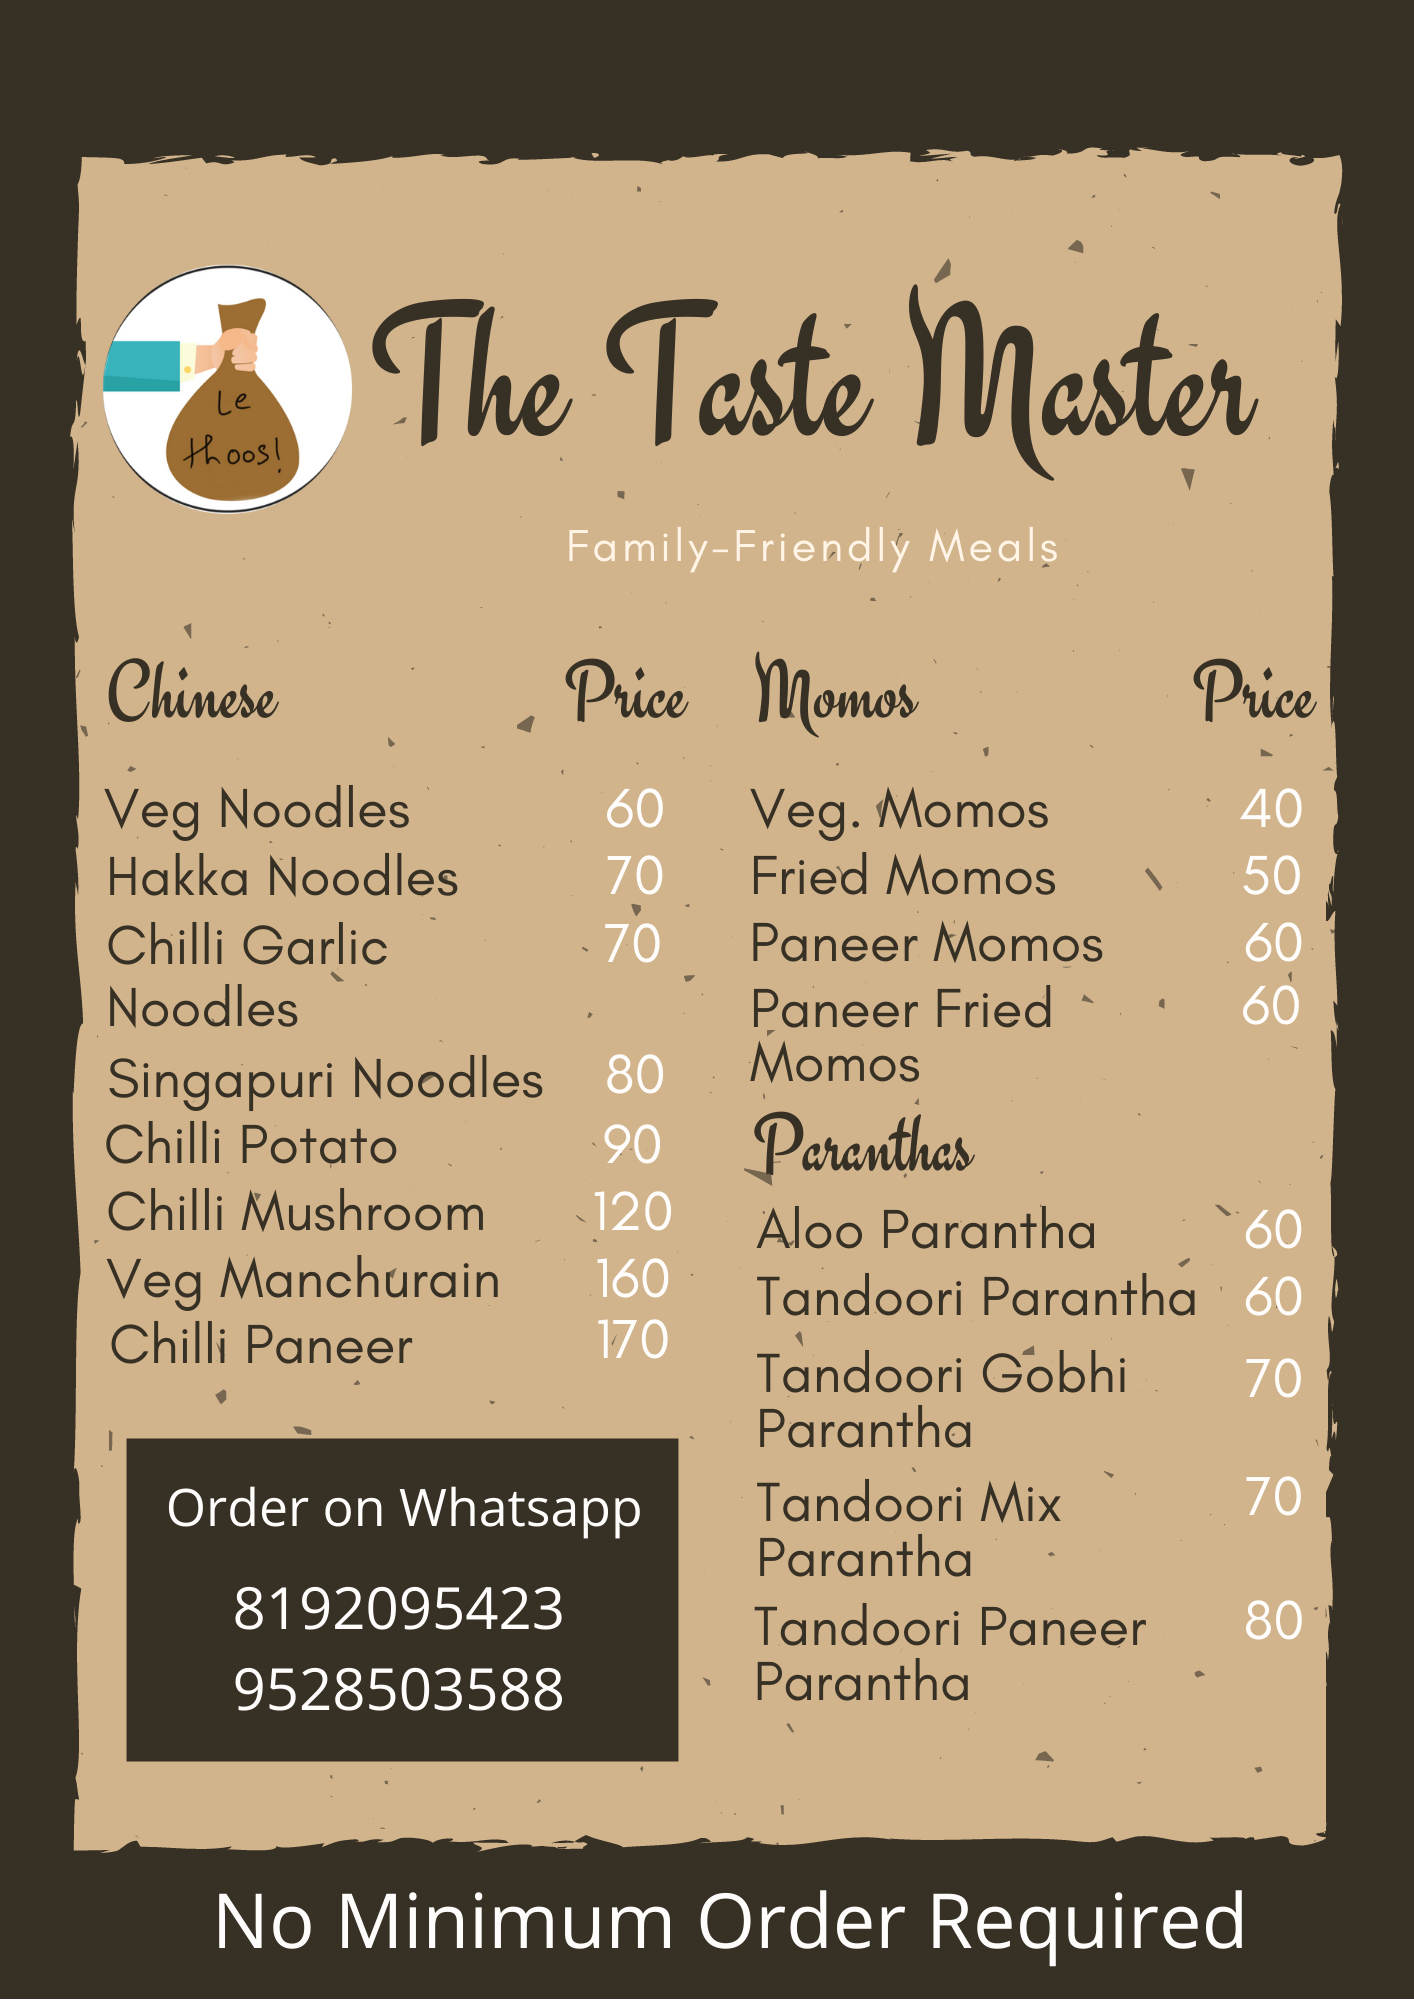 Le
thoos!
The Taste Master
Family-Friendly Meals
Chinese Price
Veg Noodles 60
Hakka Noodles 70
Chilli Garlic 70
Noodles
Singapuri Noodles 80
Chilli Potato 90
Chilli Mushroom 120
Veg Manchurain 160
Chilli Paneer 170
Order on Whatsapp
8192095423
9528503588
Momos Price
Veg. Momos 40
Fried Momos 50
Paneer Momos 60
Paneer Fried 60
Momos
Paranthas
Aloo Parantha 60
Tandoori Parantha 60
Tandoori Gobhi 70
Parantha
Tandoori Mix 70
Parantha
Tandoori Paneer 80
Parantha
No Minimum Order Required